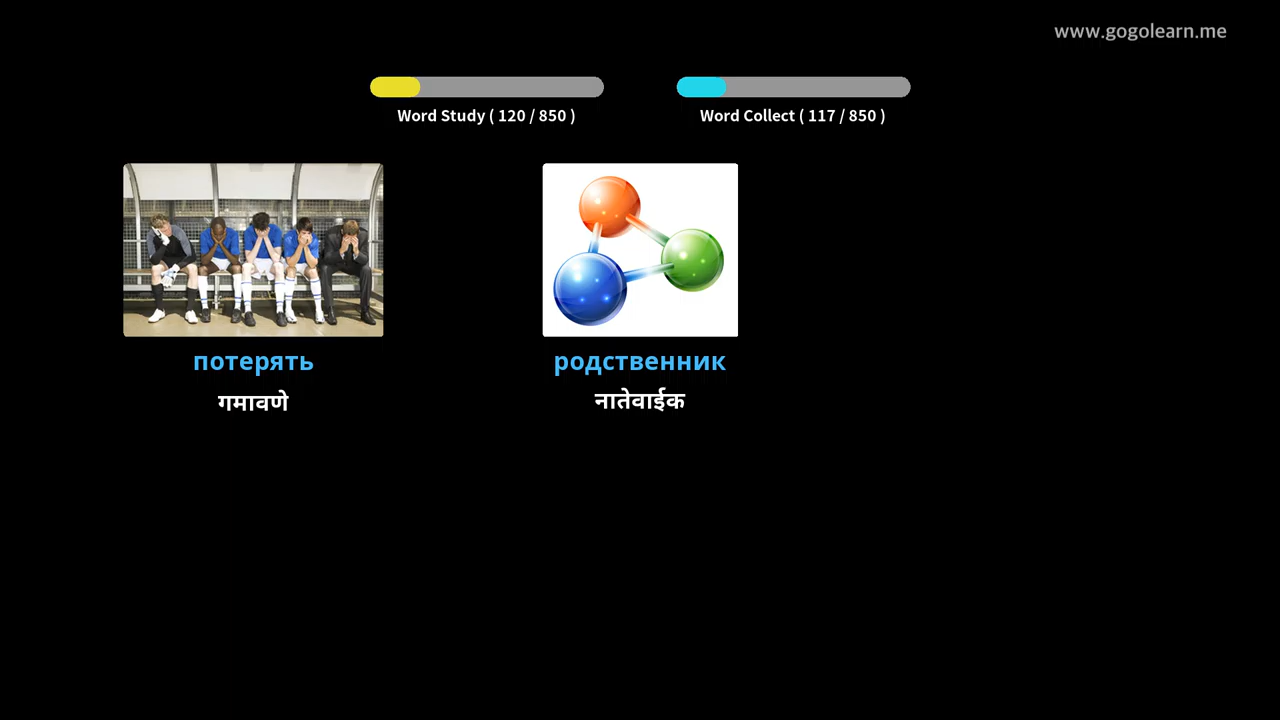 www.gogolearn.me
Word Study ( 120 / 850 )
Word Collect ( 117 / 850 )
потерять
родственник
गमावणे
नातेवाईक